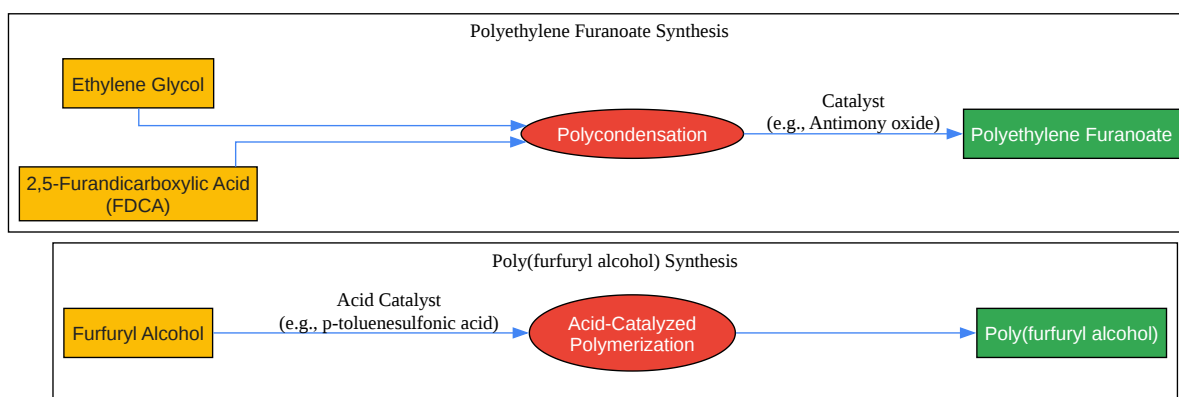 Polyethylene Furanoate Synthesis
Ethylene Glycol
2,5-Furandicarboxylic Acid
(FDCA)
Polycondensation
Catalyst
(e.g., Antimony oxide)
Polyethylene Furanoate
Poly(furfuryl alcohol) Synthesis
Furfuryl Alcohol
Acid Catalyst
(e.g., p-toluenesulfonic acid)
Acid-Catalyzed
Polymerization
Poly(furfuryl alcohol)